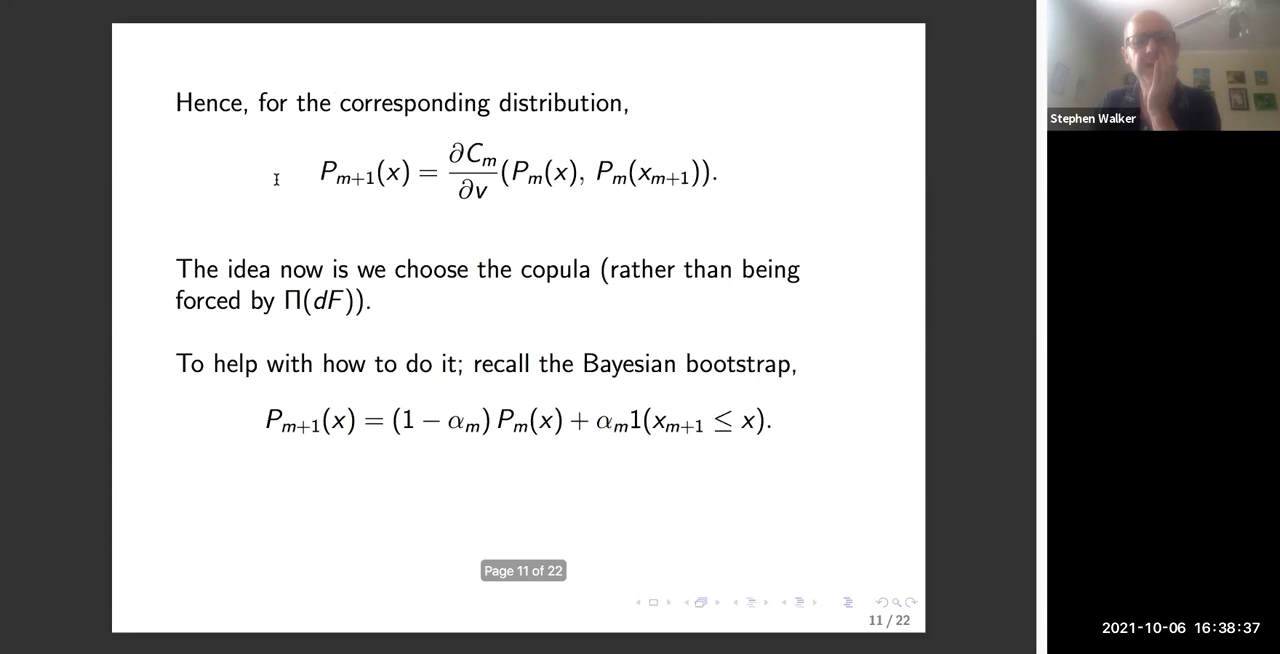 Hence, for the corresponding distribution,
P_{m+1}(x) = \frac{∂C_m}{∂v}(P_m(x), P_m(x_{m+1})).
The idea now is we choose the copula (rather than being
forced by Π(dF)).
To help with how to do it; recall the Bayesian bootstrap,
P_{m+1}(x) = (1 − α_m) P_m(x) + α_m 1(x_{m+1} ≤ x).
Page 11 of 22
11 / 22
Stephen Walker
2021-10-06 16:38:37